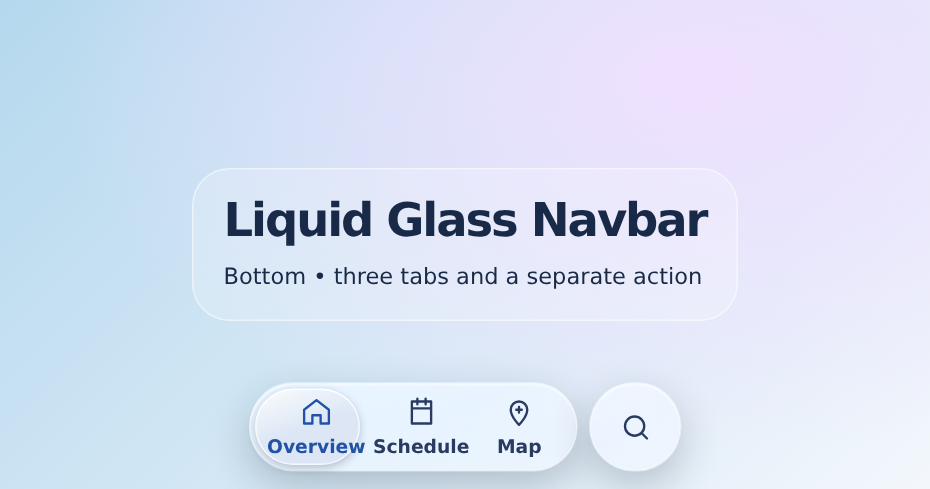 Liquid Glass Navbar
Bottom • three tabs and a separate action
Overview Schedule Map